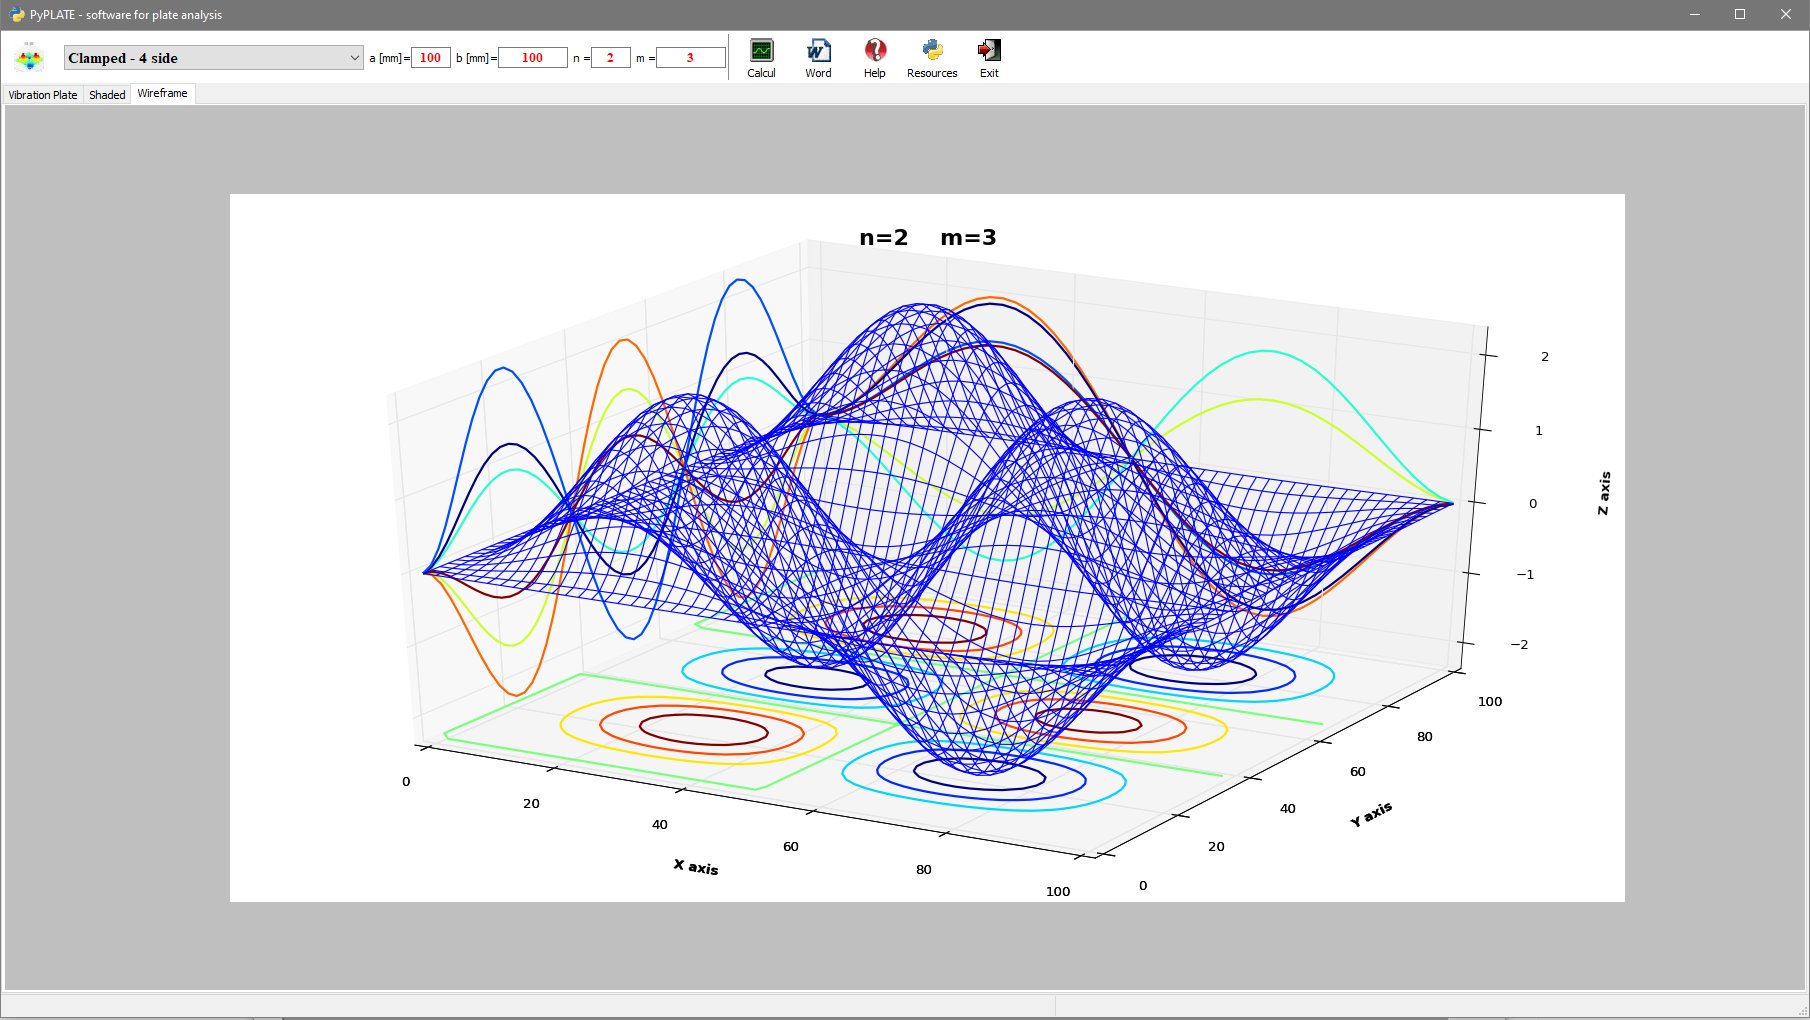 PyPLATE - software for plate analysis
Clamped - 4 side a [mm]= 100 b [mm]= 100 n = 2 m = 3
Calcul Word Help Resources Exit
Vibration Plate Shaded Wireframe
n=2 m=3
2
1
0
−1
−2
Z axis
0
20
40
60
80
100
X axis
0
20
40
60
80
100
Y axis